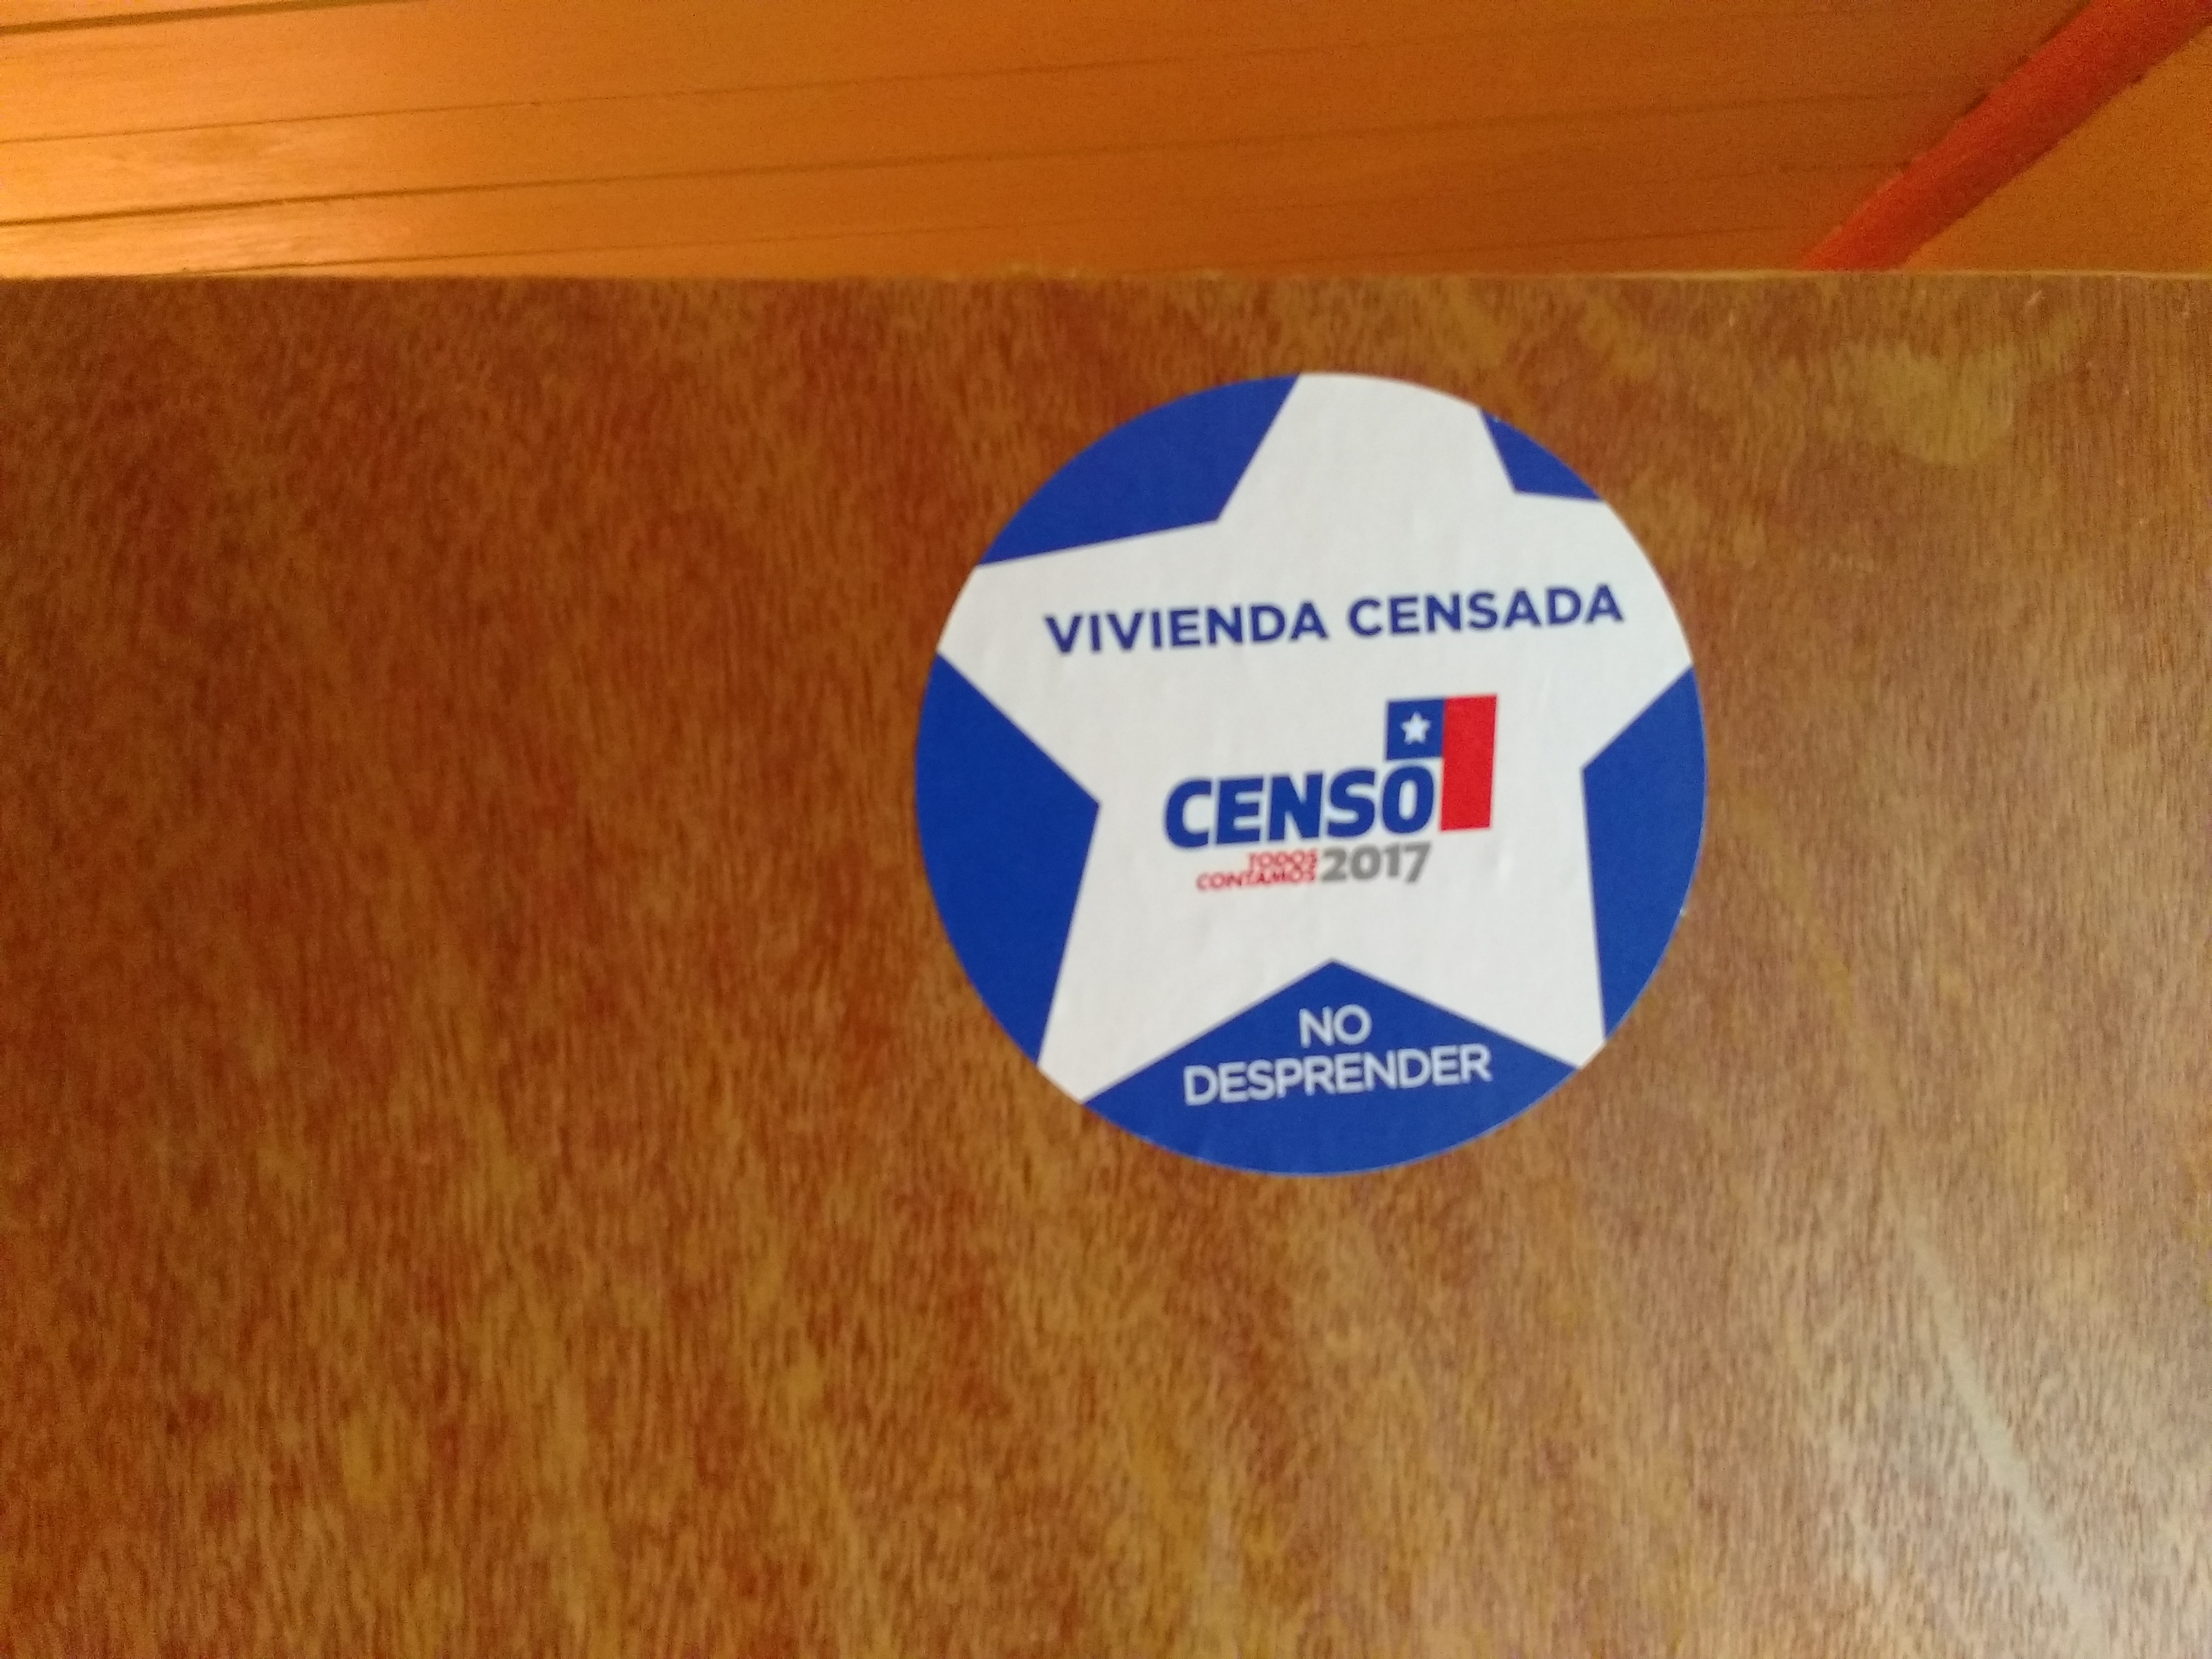 VIVIENDA CENSADA
CENSO
TODOS
CONTAMOS 2017
NO
DESPRENDER